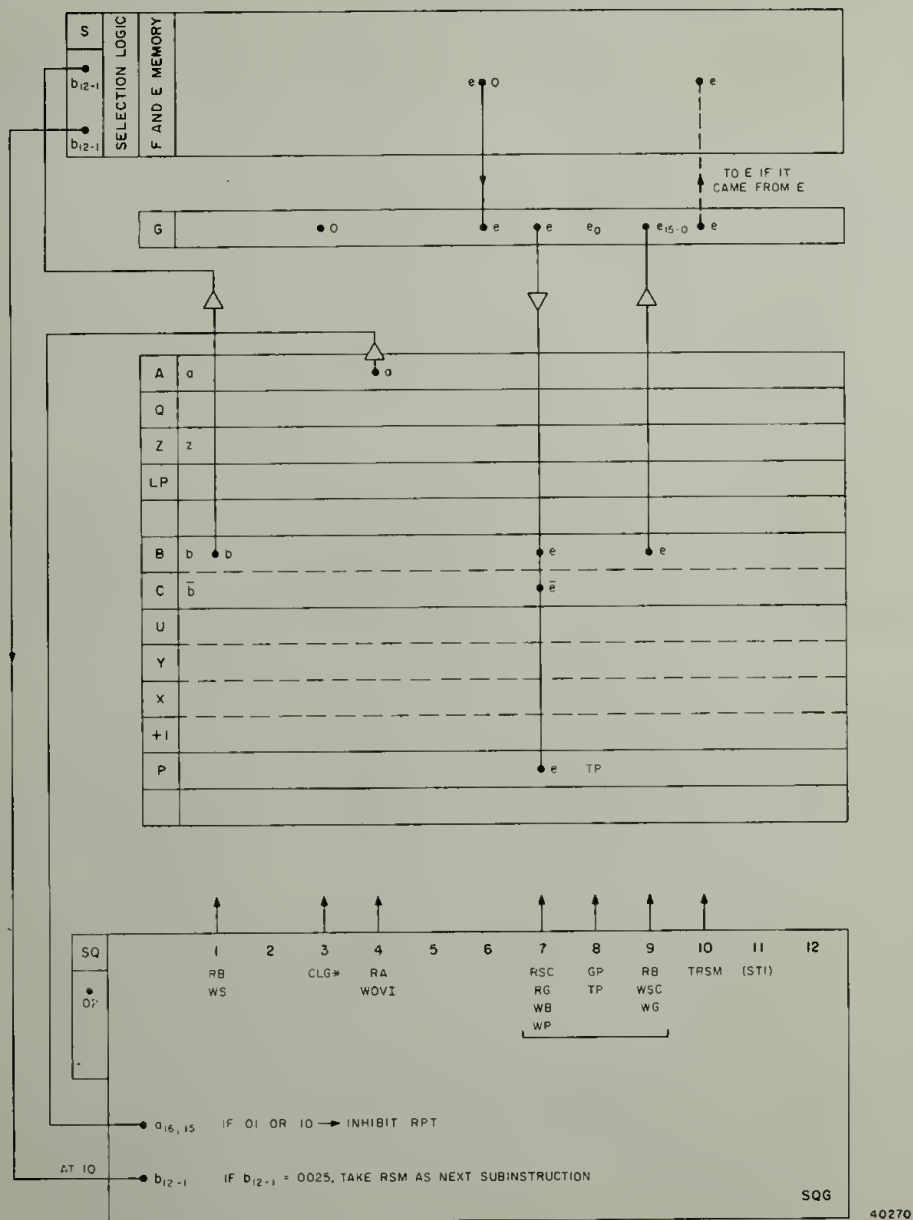 S
SELECTION LOGIC
F AND E MEMORY
b12-1
e 0
e
b12-1
TO E IF IT
CAME FROM E
G
0
e
e
e0
e15-0
e
A a
a
Q
Z z
LP
B b
b
e
e
C b̄
ē
U
Y
X
+1
P
e
TP
SQ
1 2 3 4 5 6 7 8 9 10 11 12
RB CLG* RA RSC GP RB TRSM (STI)
WS WOVI RG TP WSC
WB WG
WP
a16,15 IF 01 OR 10 → INHIBIT RPT
AT 10
b12-1 IF b12-1 = 0025, TAKE RSM AS NEXT SUBINSTRUCTION
SQG
40270